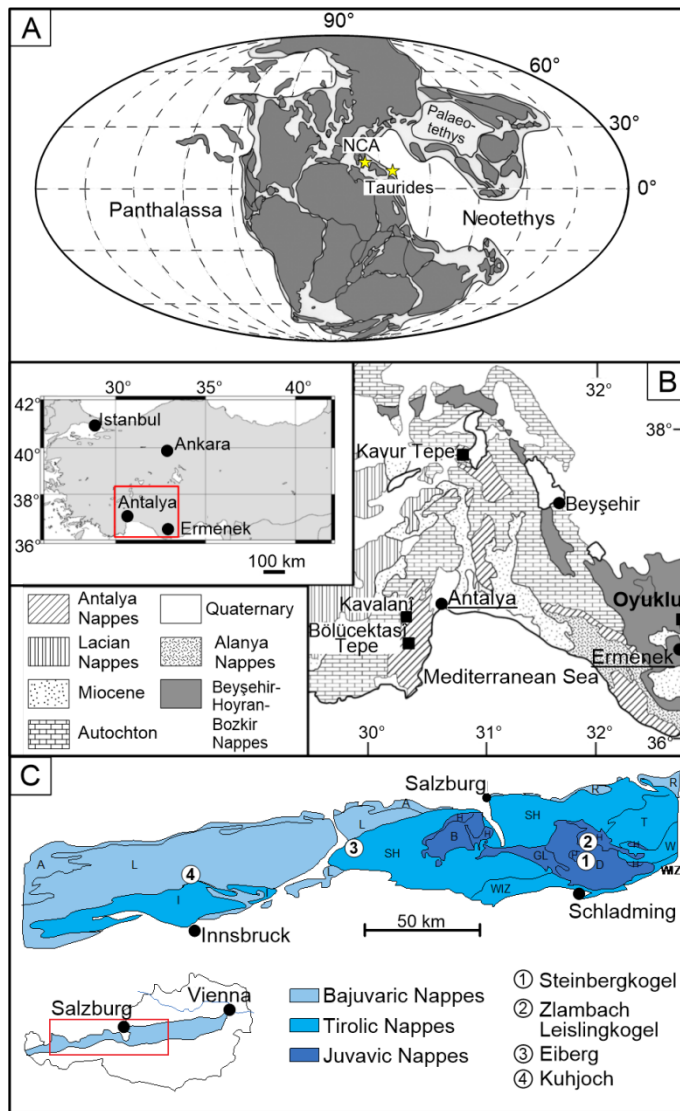 A
90°
60°
30°
0°
Palaeo-
tethys
NCA
Taurides
Panthalassa
Neotethys
B
32°
38°
30°
35°
40°
42°
40°
38°
36°
Istanbul
Ankara
Antalya
Ermenek
100 km
Kavur Tepe
Beyşehir
Antalya
Oyuklu
Kavalanı
Bölücektası
Tepe
Ermenek
Mediterranean Sea
30°
31°
32°
36°
Antalya
Nappes
Quaternary
Lacian
Nappes
Alanya
Nappes
Miocene
Beyşehir-
Hoyran-
Bozkir
Nappes
Autochton
C
Salzburg
R
R
A
L
H
SH
T
3
B
H
2
H
A
L
SH
GL
1
D
H
W
4
L
WIZ
WIZ
I
L
Innsbruck
50 km
Schladming
Salzburg
Vienna
Bajuvaric Nappes
Tirolic Nappes
Juvavic Nappes
1 Steinbergkogel
2 Zlambach
Leislingkogel
3 Eiberg
4 Kuhjoch